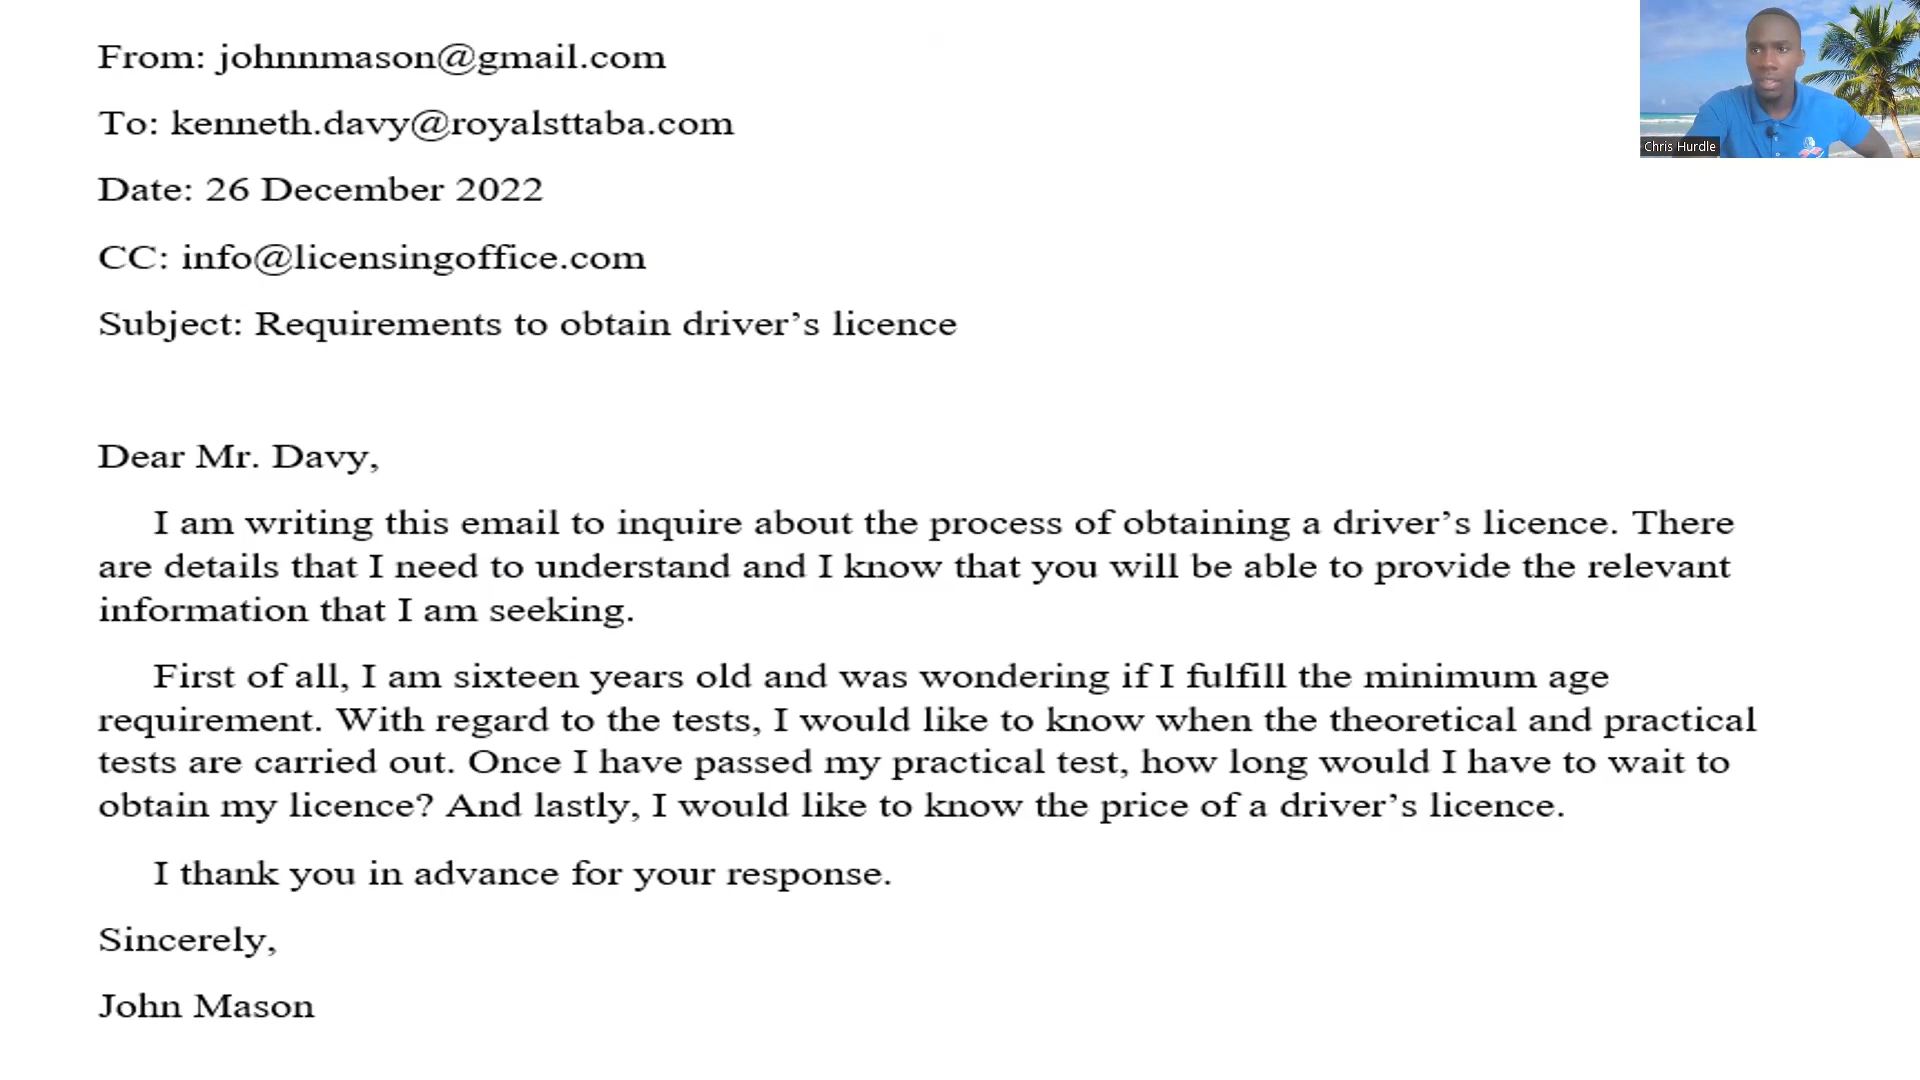 From: johnnmason@gmail.com
To: kenneth.davy@royalsttaba.com
Date: 26 December 2022
CC: info@licensingoffice.com
Subject: Requirements to obtain driver’s licence
Dear Mr. Davy,
I am writing this email to inquire about the process of obtaining a driver’s licence. There
are details that I need to understand and I know that you will be able to provide the relevant
information that I am seeking.
First of all, I am sixteen years old and was wondering if I fulfill the minimum age
requirement. With regard to the tests, I would like to know when the theoretical and practical
tests are carried out. Once I have passed my practical test, how long would I have to wait to
obtain my licence? And lastly, I would like to know the price of a driver’s licence.
I thank you in advance for your response.
Sincerely,
John Mason
Chris Hurdle